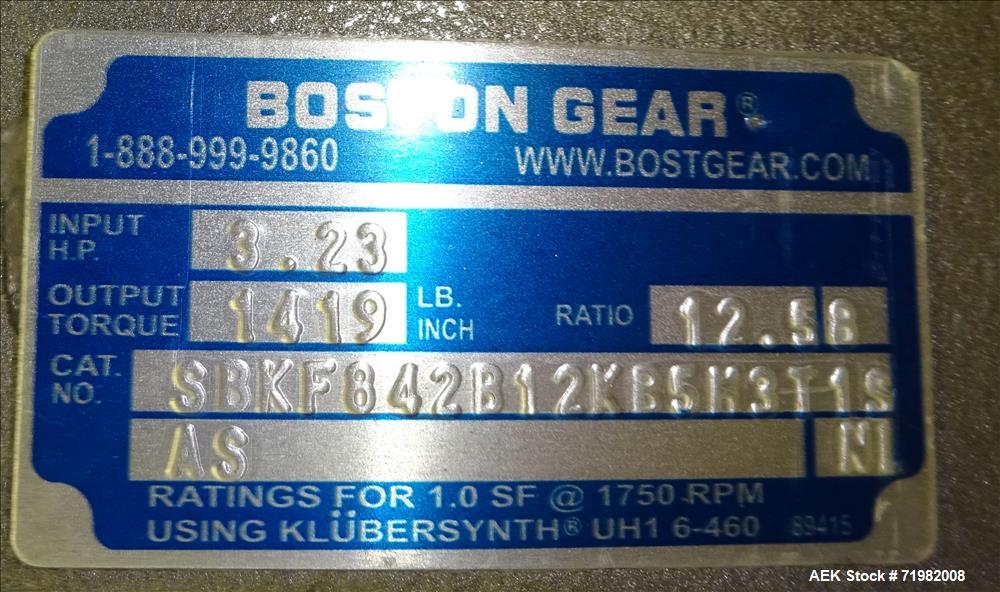 BOSTON GEAR®
1-888-999-9860 WWW.BOSTGEAR.COM
INPUT H.P. 3.23
OUTPUT TORQUE 1419 LB. INCH RATIO 12.5 B
CAT. NO. SBKF842B12KB5M3T1S
AS NL
RATINGS FOR 1.0 SF @ 1750 RPM
USING KLÜBERSYNTH® UH1 6-460 89415
AEK Stock # 71982008